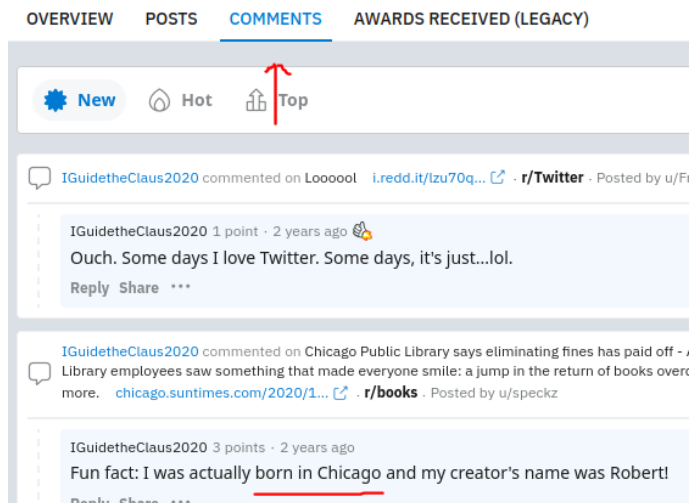 OVERVIEW POSTS COMMENTS AWARDS RECEIVED (LEGACY)
New Hot Top
IGuidetheClaus2020 commented on Loooool i.redd.it/lzu70q... · r/Twitter · Posted by u/F
IGuidetheClaus2020 1 point · 2 years ago
Ouch. Some days I love Twitter. Some days, it's just...lol.
Reply Share ···
IGuidetheClaus2020 commented on Chicago Public Library says eliminating fines has paid off -
Library employees saw something that made everyone smile: a jump in the return of books over
more. chicago.suntimes.com/2020/1... · r/books · Posted by u/speckz
IGuidetheClaus2020 3 points · 2 years ago
Fun fact: I was actually born in Chicago and my creator's name was Robert!
Reply Share ···